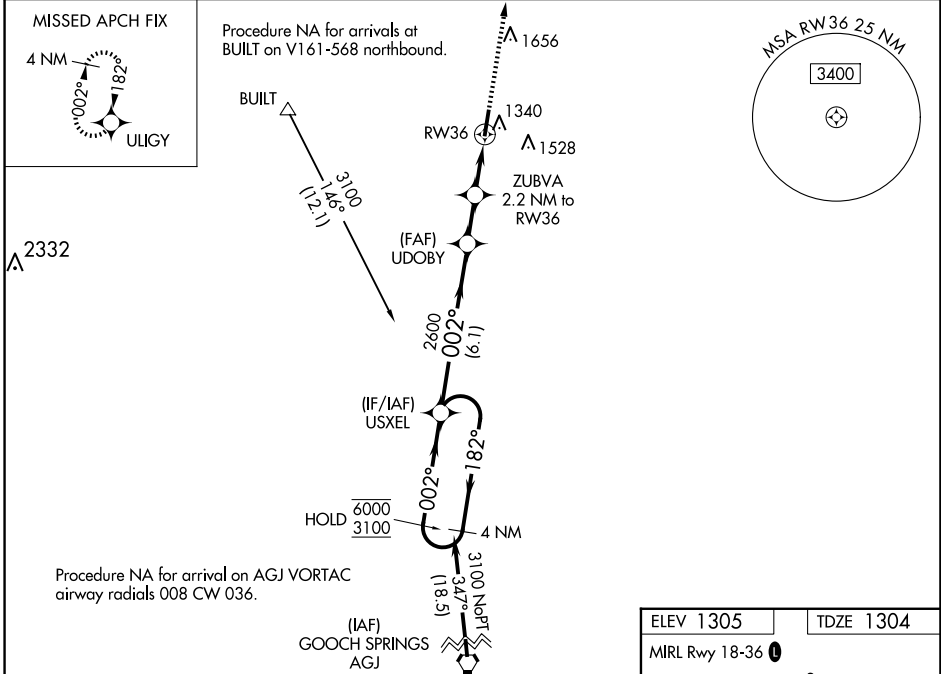 MISSED APCH FIX
4 NM
002°
182°
ULIGY
Procedure NA for arrivals at
BUILT on V161-568 northbound.
BUILT
3100
146°
(12.1)
1656
1340
RW36
1528
ZUBVA
2.2 NM to
RW36
(FAF)
UDOBY
MSA RW36 25 NM
3400
2332
2600
002°
(6.1)
(IF/IAF)
USXEL
002°
182°
HOLD 6000
3100
4 NM
3100 NoPT
347°
(18.5)
Procedure NA for arrival on AGJ VORTAC
airway radials 008 CW 036.
(IAF)
GOOCH SPRINGS
AGJ
ELEV 1305
TDZE 1304
MIRL Rwy 18-36 L